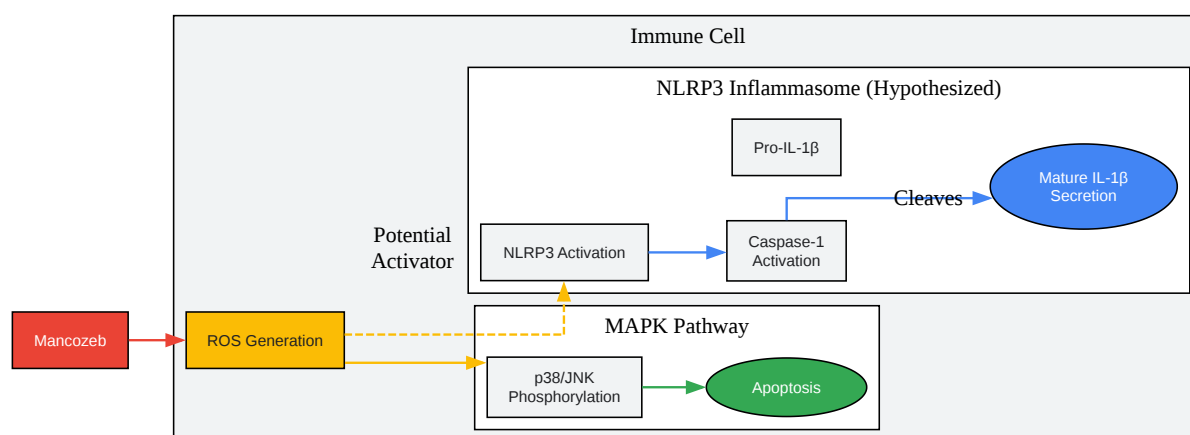 Immune Cell
NLRP3 Inflammasome (Hypothesized)
Pro-IL-1β
Mature IL-1β
Secretion
Cleaves
Potential
Activator
NLRP3 Activation
Caspase-1
Activation
Mancozeb
ROS Generation
MAPK Pathway
p38/JNK
Phosphorylation
Apoptosis